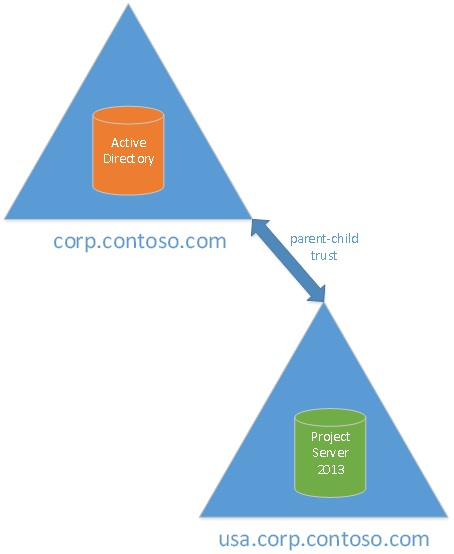 Active
Directory
corp.contoso.com
parent-child
trust
Project
Server
2013
usa.corp.contoso.com